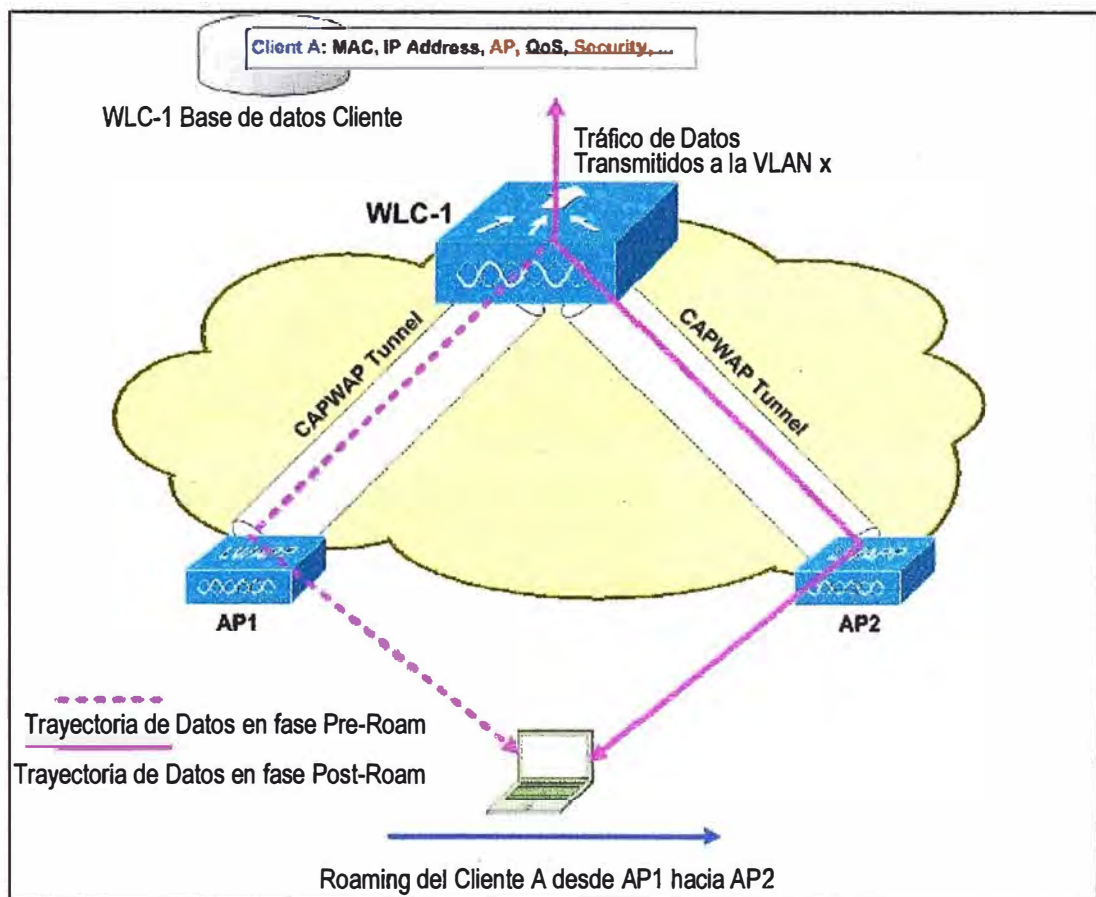 Client A: MAC, IP Address, AP, QoS, Security, ...
WLC-1 Base de datos Cliente
Tráfico de Datos
Transmitidos a la VLAN x
WLC-1
CAPWAP Tunnel
CAPWAP Tunnel
AP1
AP2
Trayectoria de Datos en fase Pre-Roam
Trayectoria de Datos en fase Post-Roam
Roaming del Cliente A desde AP1 hacia AP2